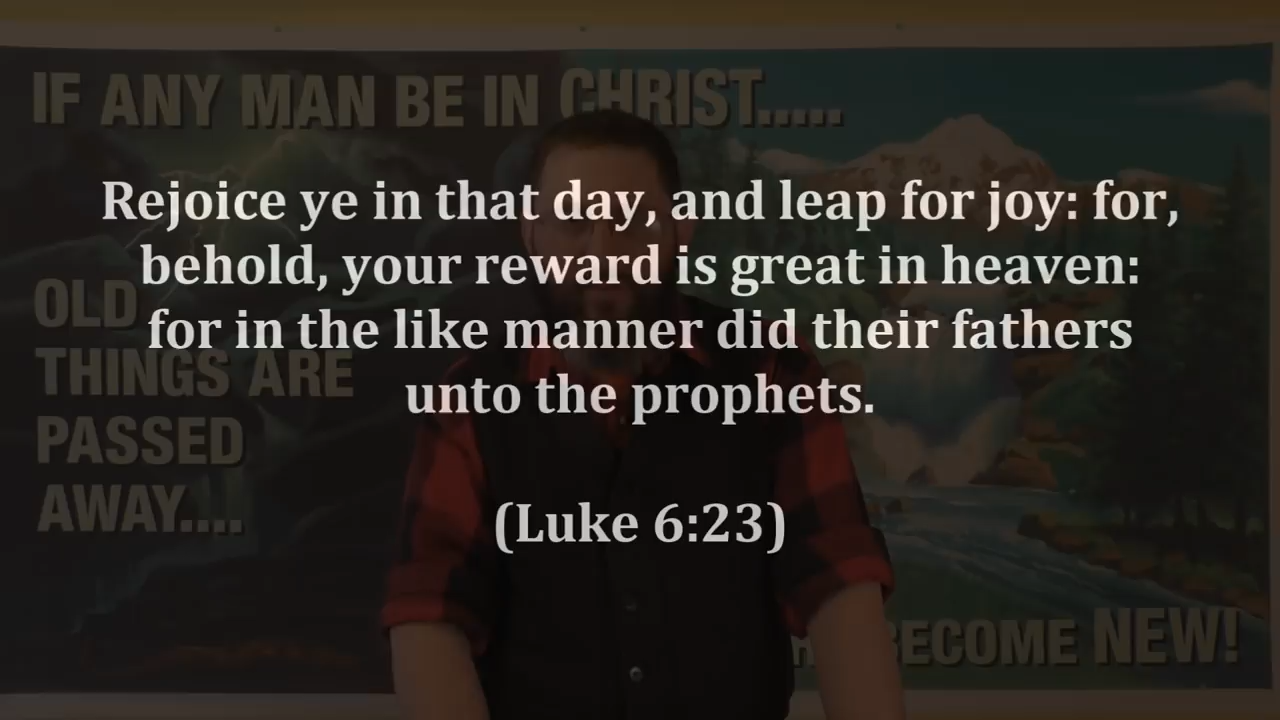 IF ANY MAN BE IN CHRIST.....
Rejoice ye in that day, and leap for joy: for,
behold, your reward is great in heaven:
for in the like manner did their fathers
unto the prophets.
(Luke 6:23)
OLD
THINGS ARE
PASSED
AWAY....
BECOME NEW!